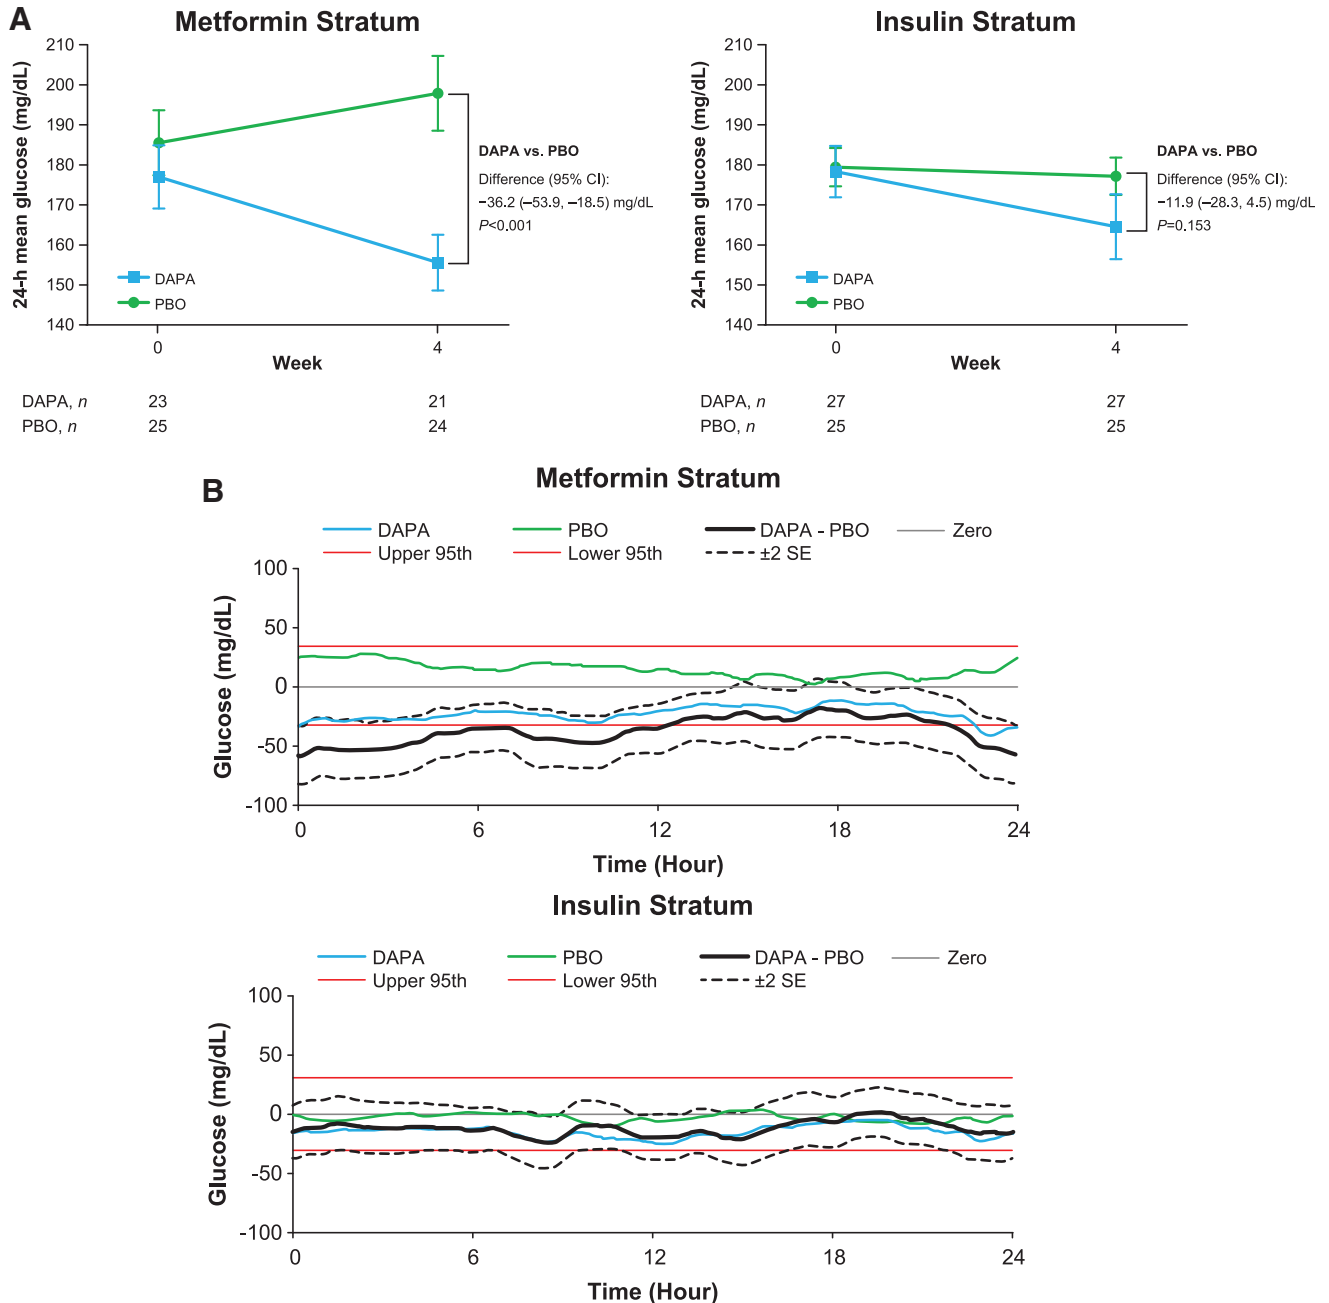 A
Metformin Stratum
24-h mean glucose (mg/dL)
210
200
190
180
170
160
150
140
DAPA
PBO
0
4
Week
DAPA vs. PBO
Difference (95% CI):
−36.2 (−53.9, −18.5) mg/dL
P<0.001
DAPA, n 23 21
PBO, n 25 24
Insulin Stratum
24-h mean glucose (mg/dL)
210
200
190
180
170
160
150
140
DAPA
PBO
0
4
Week
DAPA vs. PBO
Difference (95% CI):
−11.9 (−28.3, 4.5) mg/dL
P=0.153
DAPA, n 27 27
PBO, n 25 25
B
Metformin Stratum
DAPA PBO DAPA - PBO Zero
Upper 95th Lower 95th ±2 SE
Glucose (mg/dL)
100
50
0
-50
-100
0 6 12 18 24
Time (Hour)
Insulin Stratum
DAPA PBO DAPA - PBO Zero
Upper 95th Lower 95th ±2 SE
Glucose (mg/dL)
100
50
0
-50
-100
0 6 12 18 24
Time (Hour)